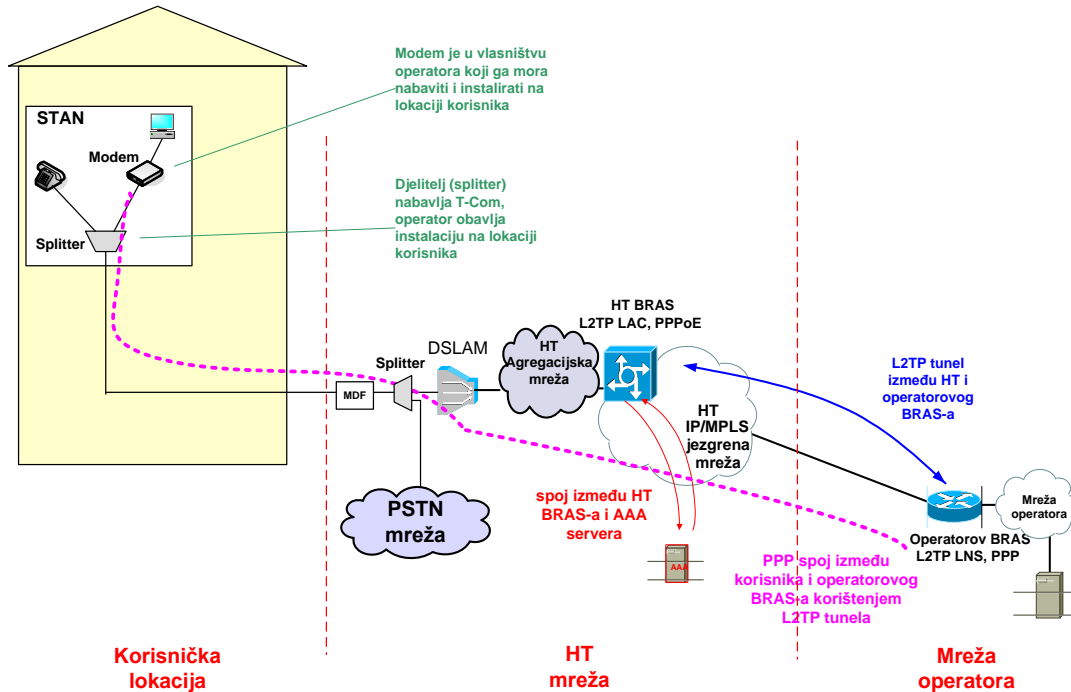 Modem je u vlasništvu
operatora koji ga mora
nabaviti i instalirati na
lokaciji korisnika
STAN
Modem
Djelitelj (splitter)
nabavlja T-Com,
operator obavlja
instalaciju na lokaciji
korisnika
Splitter
HT BRAS
L2TP LAC, PPPoE
DSLAM
Splitter
HT
Agregacijska
mreža
L2TP tunel
između HT i
operatorovog
BRAS-a
MDF
HT
IP/MPLS
jezgrena
mreža
PSTN
mreža
spoj između HT
BRAS-a i AAA
servera
AAA
Mreža
operatora
Operatorov BRAS
L2TP LNS, PPP
PPP spoj između
korisnika i operatorovog
BRAS-a korištenjem
L2TP tunela
Korisnička
lokacija
HT
mreža
Mreža
operatora